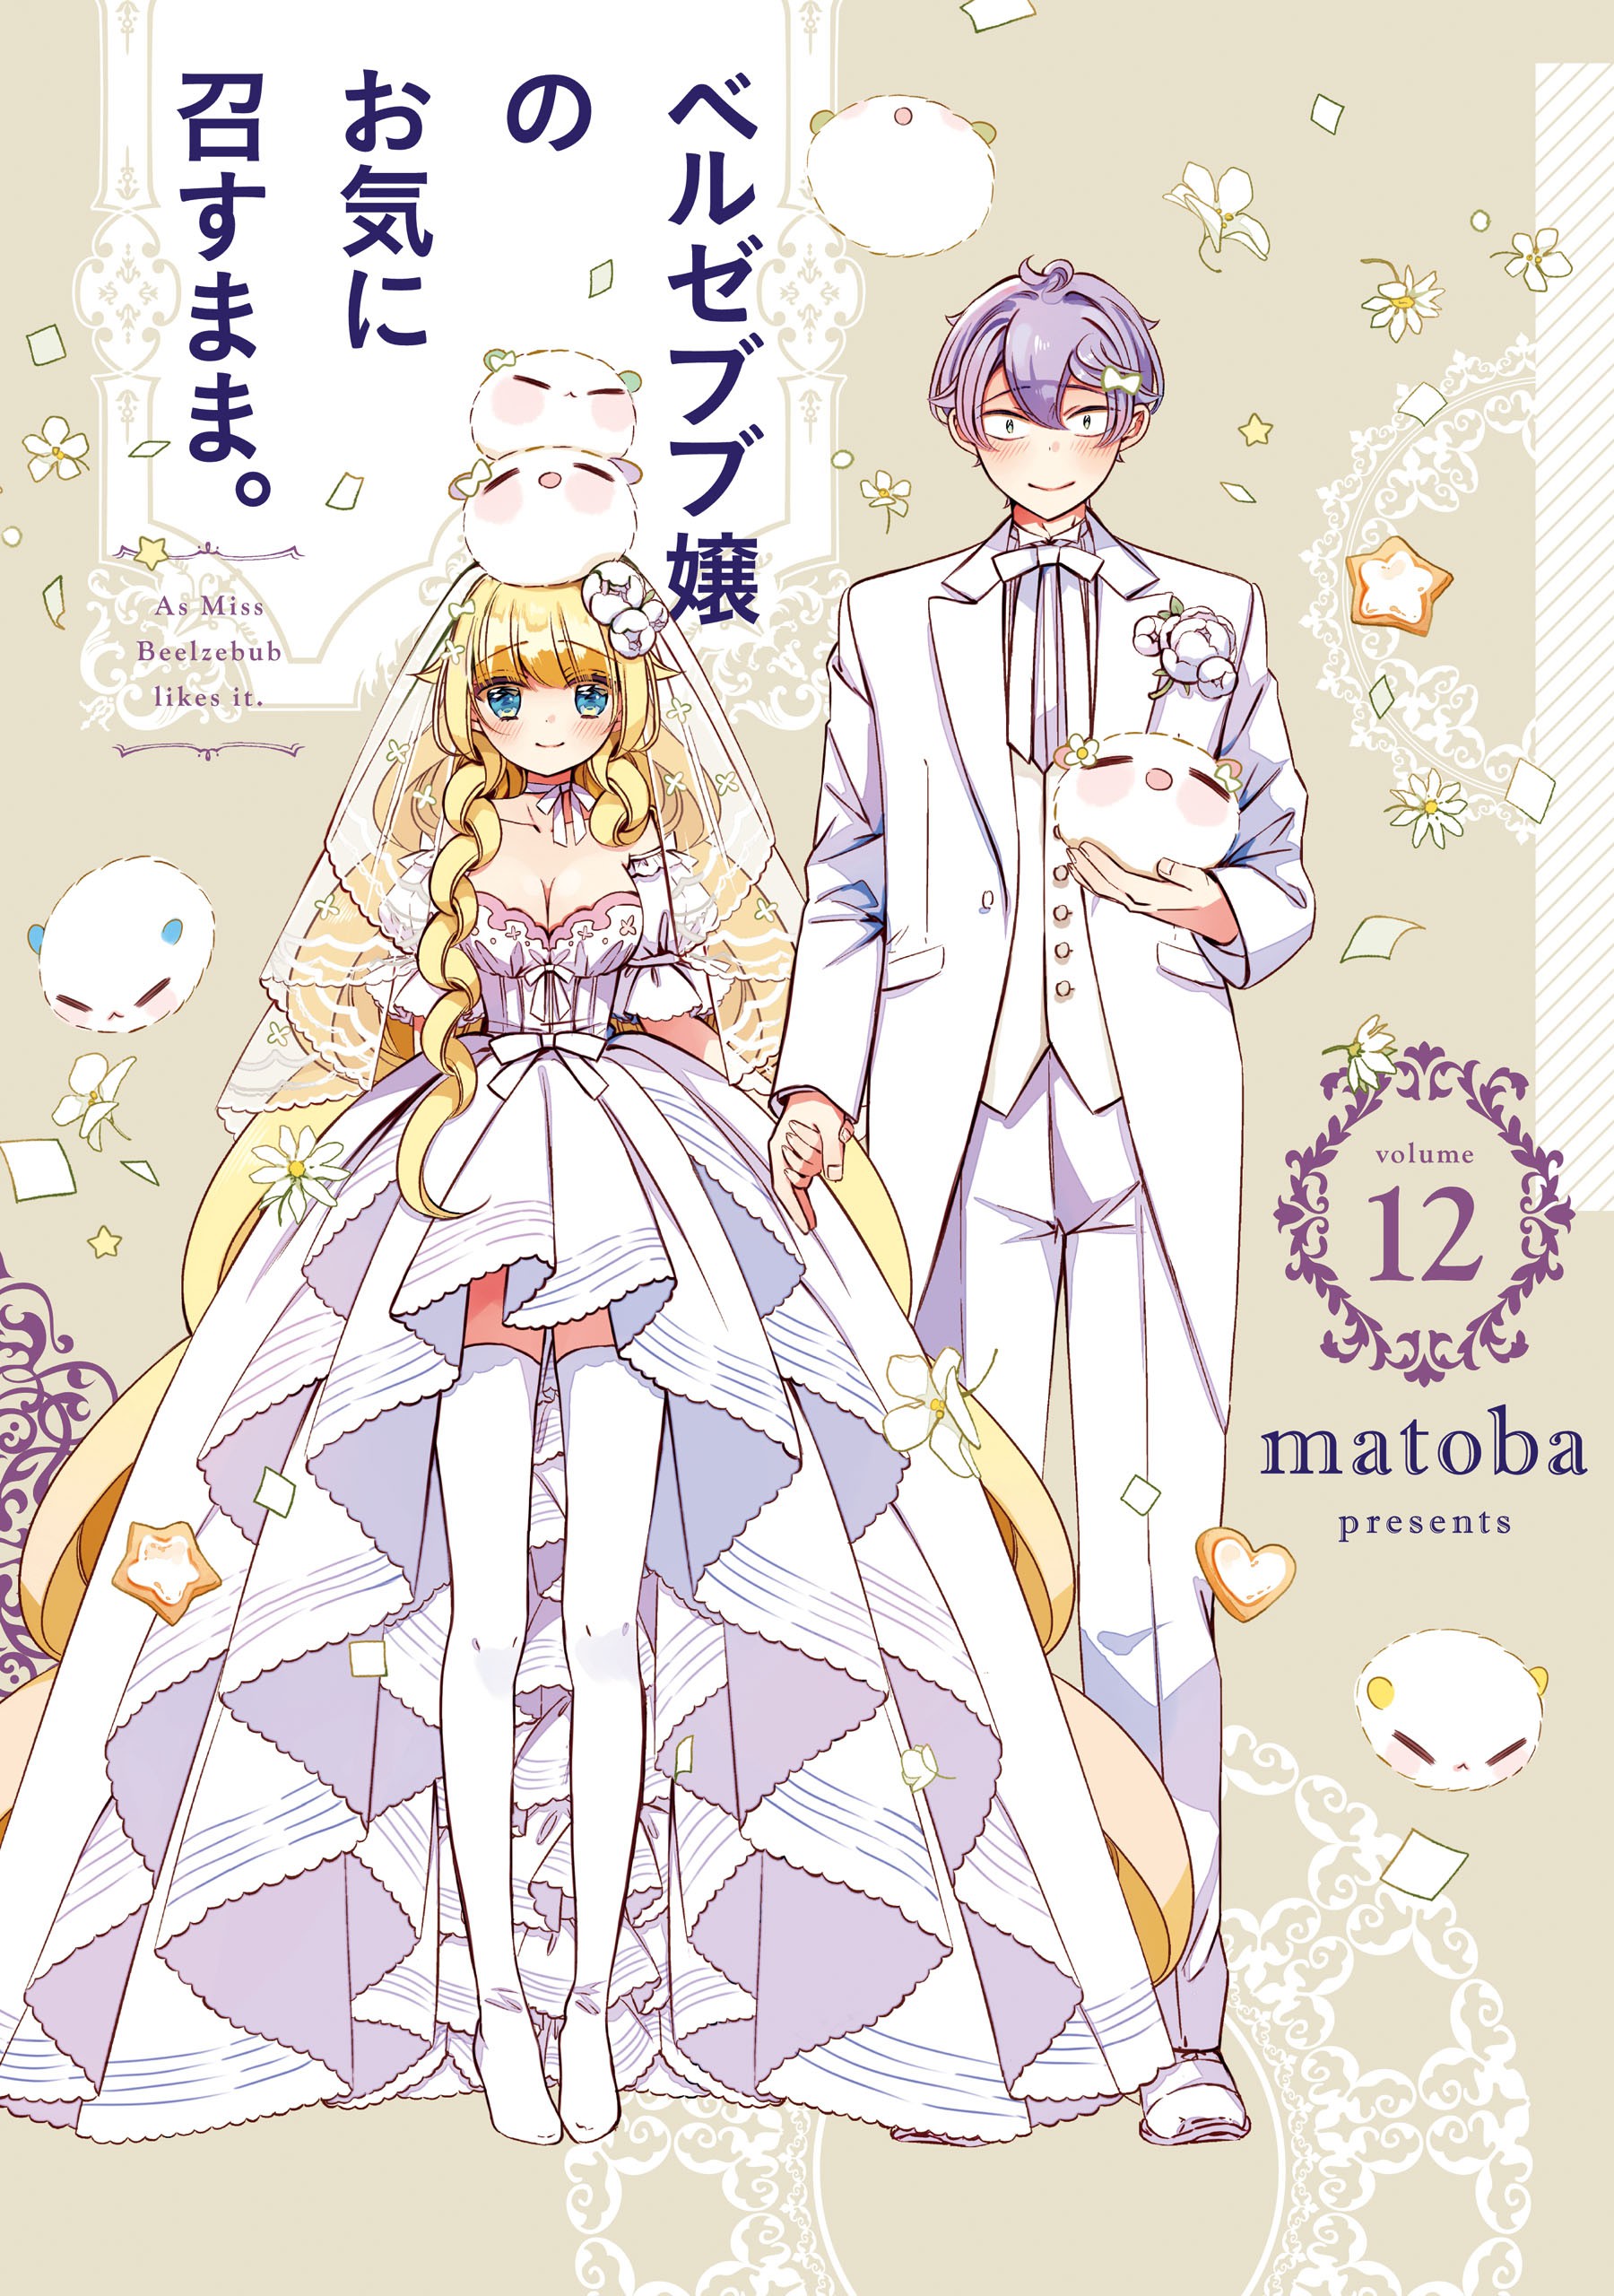 ベルゼブブ嬢
の
お気に
召すまま。
As Miss
Beelzebub
likes it.
volume
12
matoba
presents